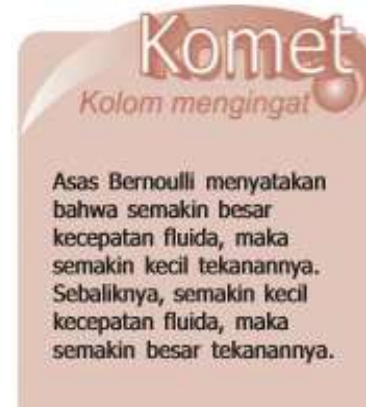 Komet
Kolom mengingat
Asas Bernoulli menyatakan
bahwa semakin besar
kecepatan fluida, maka
semakin kecil tekanannya.
Sebaliknya, semakin kecil
kecepatan fluida, maka
semakin besar tekanannya.